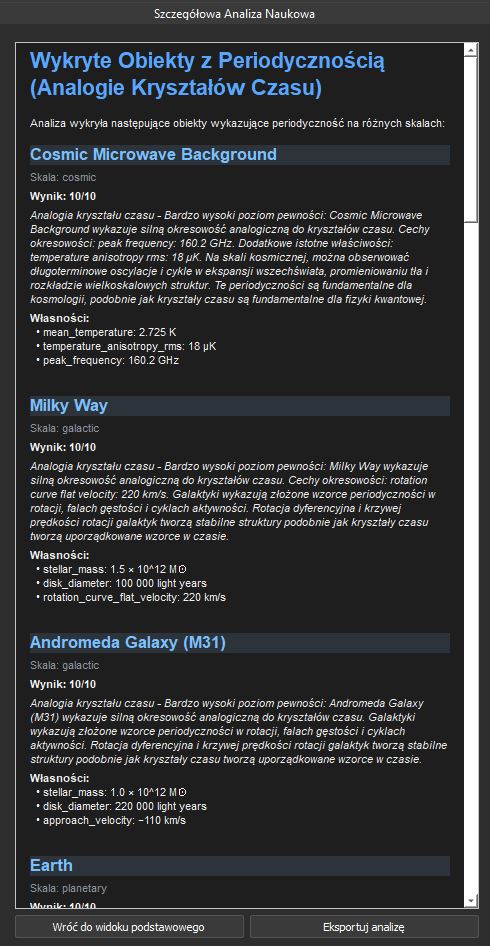 Szczegółowa Analiza Naukowa
Wykryte Obiekty z Periodycznością
(Analogie Kryształów Czasu)
Analiza wykryła następujące obiekty wykazujące periodyczność na różnych skalach:
Cosmic Microwave Background
Skala: cosmic
Wynik: 10/10
Analogia kryształu czasu - Bardzo wysoki poziom pewności: Cosmic Microwave
Background wykazuje silną okresowość analogiczną do kryształów czasu. Cechy
okresowości: peak frequency: 160.2 GHz. Dodatkowe istotne właściwości:
temperature anisotropy rms: 18 µK. Na skali kosmicznej, można obserwować
długoterminowe oscylacje i cykle w ekspansji wszechświata, promieniowaniu tła i
rozkładzie wielkoskalowych struktur. Te periodyczności są fundamentalne dla
kosmologii, podobnie jak kryształy czasu są fundamentalne dla fizyki kwantowej.
Własności:
• mean_temperature: 2.725 K
• temperature_anisotropy_rms: 18 µK
• peak_frequency: 160.2 GHz
Milky Way
Skala: galactic
Wynik: 10/10
Analogia kryształu czasu - Bardzo wysoki poziom pewności: Milky Way wykazuje
silną okresowość analogiczną do kryształów czasu. Cechy okresowości: rotation
curve flat velocity: 220 km/s. Galaktyki wykazują złożone wzorce periodyczności w
rotacji, falach gęstości i cyklach aktywności. Rotacja dyferencyjna i krzywej
prędkości rotacji galaktyk tworzą stabilne struktury podobnie jak kryształy czasu
tworzą uporządkowane wzorce w czasie.
Własności:
• stellar_mass: 1.5 × 10^12 M⊙
• disk_diameter: 100 000 light years
• rotation_curve_flat_velocity: 220 km/s
Andromeda Galaxy (M31)
Skala: galactic
Wynik: 10/10
Analogia kryształu czasu - Bardzo wysoki poziom pewności: Andromeda Galaxy
(M31) wykazuje silną okresowość analogiczną do kryształów czasu. Galaktyki
wykazują złożone wzorce periodyczności w rotacji, falach gęstości i cyklach
aktywności. Rotacja dyferencyjna i krzywej prędkości rotacji galaktyk tworzą stabilne
struktury podobnie jak kryształy czasu tworzą uporządkowane wzorce w czasie.
Własności:
• stellar_mass: 1.0 × 10^12 M⊙
• disk_diameter: 220 000 light years
• approach_velocity: −110 km/s
Earth
Skala: planetary
Wynik: 10/10
Wróć do widoku podstawowego
Eksportuj analizę